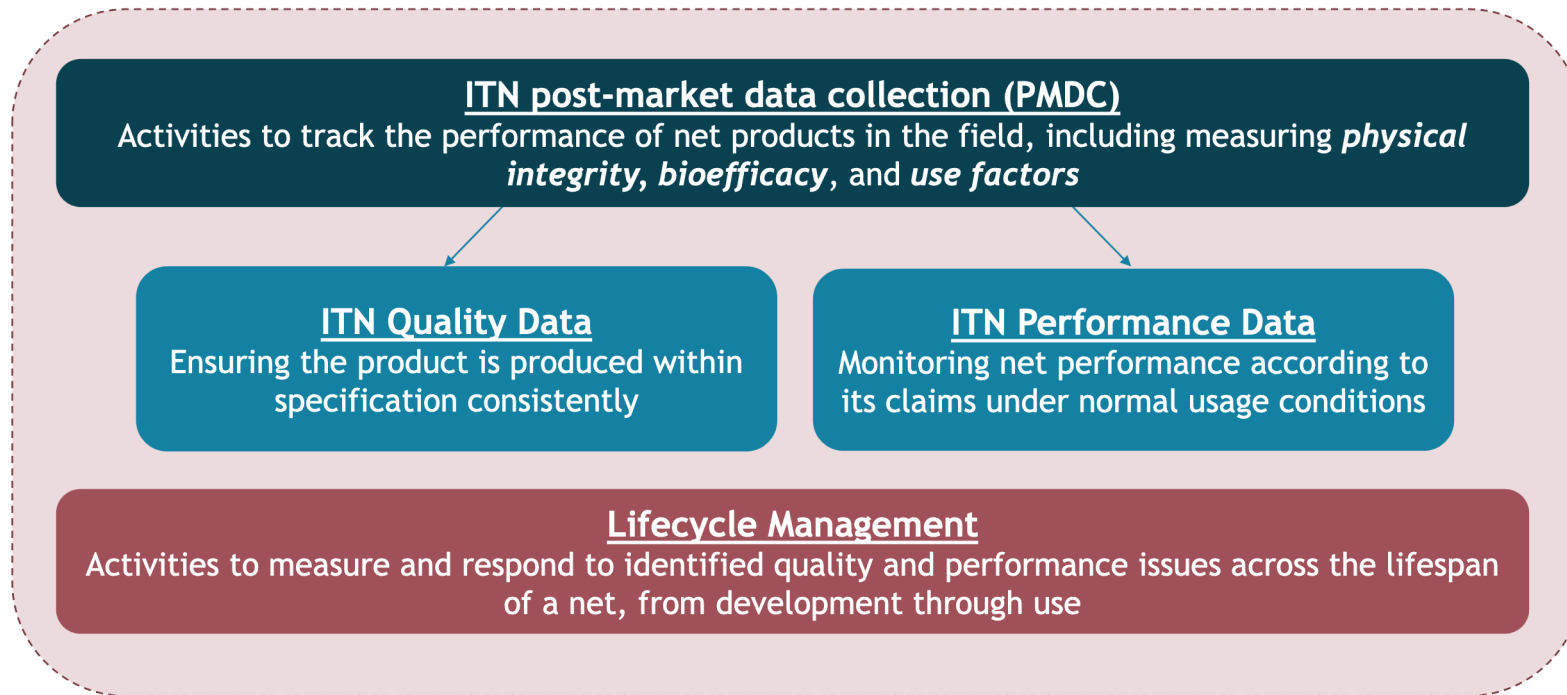 ITN post-market data collection (PMDC)
Activities to track the performance of net products in the field, including measuring physical
integrity, bioefficacy, and use factors
ITN Quality Data
Ensuring the product is produced within
specification consistently
ITN Performance Data
Monitoring net performance according to
its claims under normal usage conditions
Lifecycle Management
Activities to measure and respond to identified quality and performance issues across the lifespan
of a net, from development through use